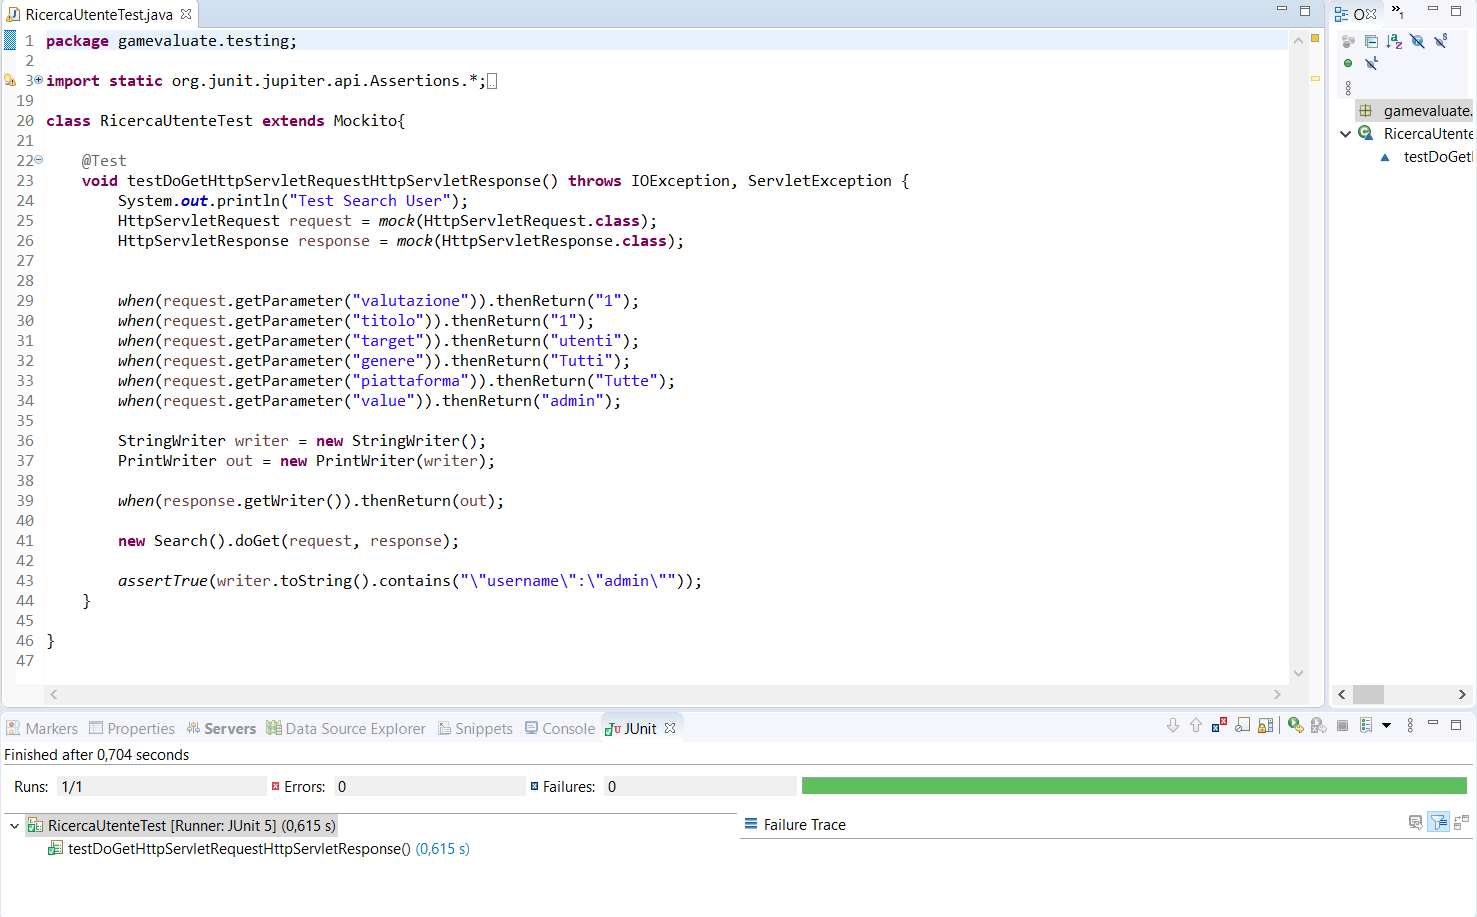 RicercaUtenteTest.java
1 package gamevaluate.testing;
2
3 import static org.junit.jupiter.api.Assertions.*;
19
20 class RicercaUtenteTest extends Mockito{
21
22 @Test
23 void testDoGetHttpServletRequestHttpServletResponse() throws IOException, ServletException {
24 System.out.println("Test Search User");
25 HttpServletRequest request = mock(HttpServletRequest.class);
26 HttpServletResponse response = mock(HttpServletResponse.class);
27
28
29 when(request.getParameter("valutazione")).thenReturn("1");
30 when(request.getParameter("titolo")).thenReturn("1");
31 when(request.getParameter("target")).thenReturn("utenti");
32 when(request.getParameter("genere")).thenReturn("Tutti");
33 when(request.getParameter("piattaforma")).thenReturn("Tutte");
34 when(request.getParameter("value")).thenReturn("admin");
35
36 StringWriter writer = new StringWriter();
37 PrintWriter out = new PrintWriter(writer);
38
39 when(response.getWriter()).thenReturn(out);
40
41 new Search().doGet(request, response);
42
43 assertTrue(writer.toString().contains("\"username\":\"admin\""));
44 }
45
46 }
47
O
1
gamevaluate.
RicercaUtente
testDoGetI
Markers Properties Servers Data Source Explorer Snippets Console JUnit
Finished after 0,704 seconds
Runs: 1/1 Errors: 0 Failures: 0
RicercaUtenteTest [Runner: JUnit 5] (0,615 s)
Failure Trace
testDoGetHttpServletRequestHttpServletResponse() (0,615 s)